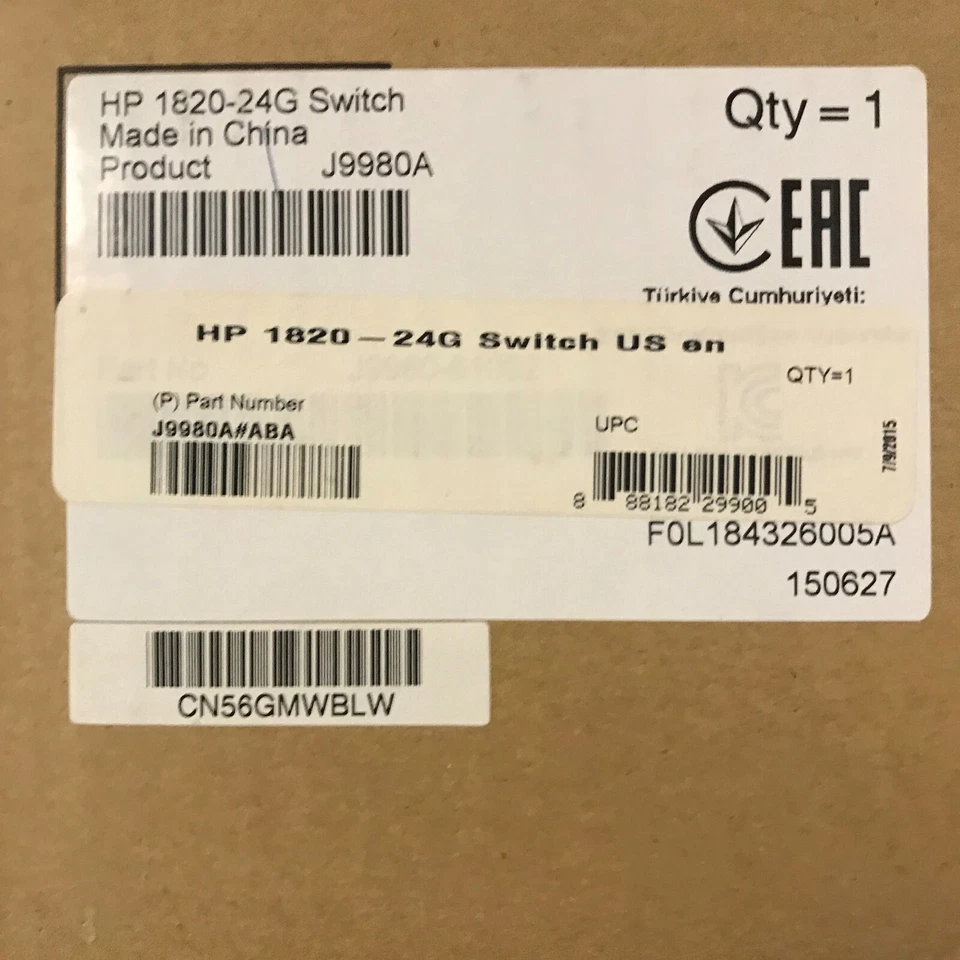 HP 1820-24G Switch
Made in China
Product J9980A
Qty = 1
EAC
Türkiye Cumhuriyeti:
HP 1820-24G Switch US en
QTY=1
(P) Part Number
J9980A#ABA
UPC
7/9/2015
8 88182 29900 5
F0L184326005A
150627
CN56GMWBLW